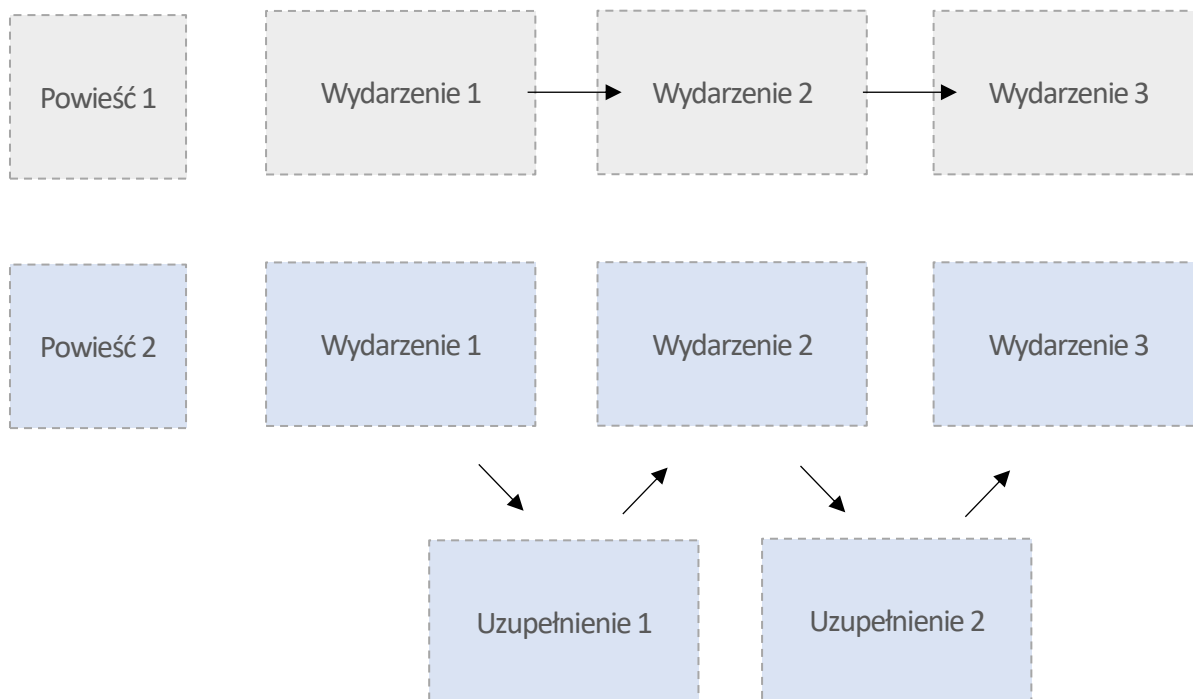 Powieść 1
Wydarzenie 1
Wydarzenie 2
Wydarzenie 3
Powieść 2
Wydarzenie 1
Wydarzenie 2
Wydarzenie 3
Uzupełnienie 1
Uzupełnienie 2